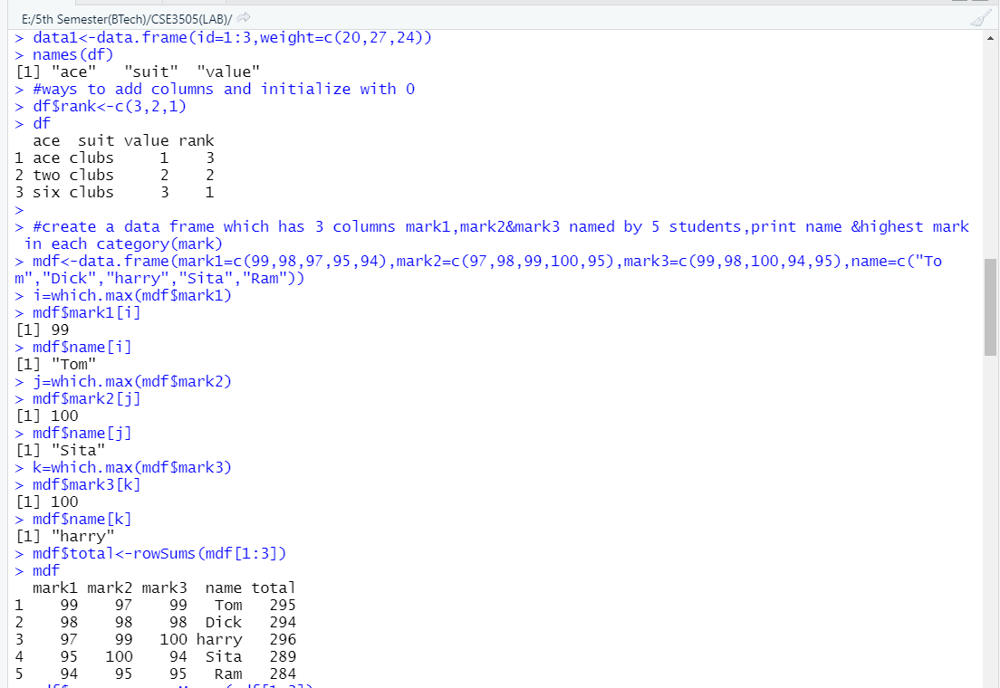 E:/5th Semester(BTech)/CSE3505(LAB)/
> data1<-data.frame(id=1:3,weight=c(20,27,24))
> names(df)
[1] "ace"   "suit"  "value"
> #ways to add columns and initialize with 0
> df$rank<-c(3,2,1)
> df
  ace  suit value rank
1 ace clubs     1    3
2 two clubs     2    2
3 six clubs     3    1
>
> #create a data frame which has 3 columns mark1,mark2&mark3 named by 5 students,print name &highest mark
 in each category(mark)
> mdf<-data.frame(mark1=c(99,98,97,95,94),mark2=c(97,98,99,100,95),mark3=c(99,98,100,94,95),name=c("To
m","Dick","harry","Sita","Ram"))
> i=which.max(mdf$mark1)
> mdf$mark1[i]
[1] 99
> mdf$name[i]
[1] "Tom"
> j=which.max(mdf$mark2)
> mdf$mark2[j]
[1] 100
> mdf$name[j]
[1] "Sita"
> k=which.max(mdf$mark3)
> mdf$mark3[k]
[1] 100
> mdf$name[k]
[1] "harry"
> mdf$total<-rowSums(mdf[1:3])
> mdf
  mark1 mark2 mark3  name total
1    99    97    99   Tom   295
2    98    98    98  Dick   294
3    97    99   100 harry   296
4    95   100    94  Sita   289
5    94    95    95   Ram   284